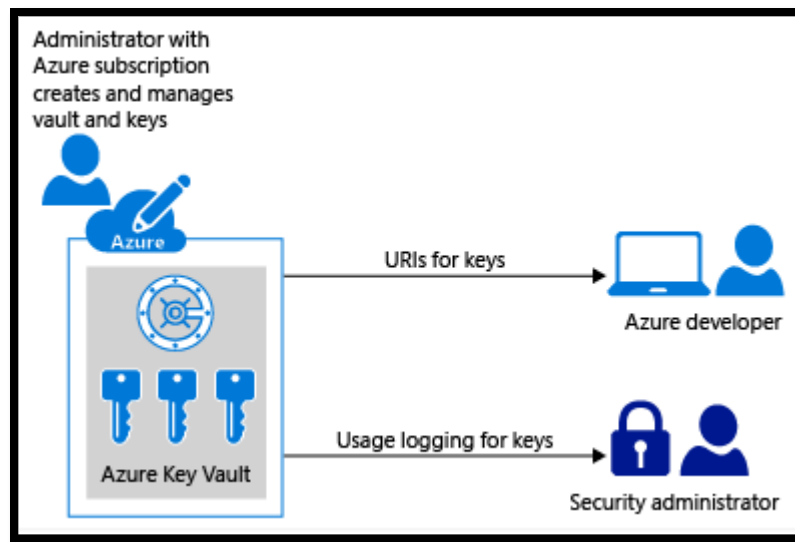 Administrator with
Azure subscription
creates and manages
vault and keys
Azure
URIs for keys
Azure developer
Azure Key Vault
Usage logging for keys
Security administrator